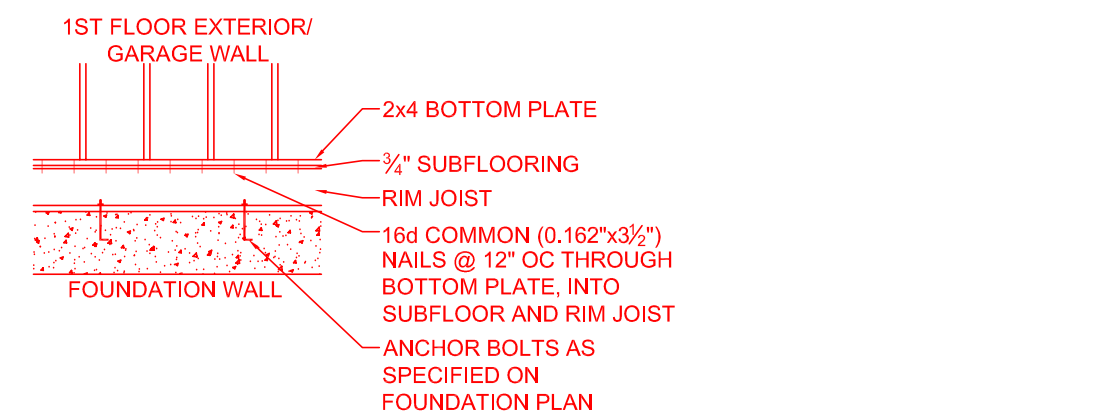 1ST FLOOR EXTERIOR/
GARAGE WALL
2x4 BOTTOM PLATE
¾" SUBFLOORING
RIM JOIST
16d COMMON (0.162"x3½")
NAILS @ 12" OC THROUGH
BOTTOM PLATE, INTO
SUBFLOOR AND RIM JOIST
FOUNDATION WALL
ANCHOR BOLTS AS
SPECIFIED ON
FOUNDATION PLAN